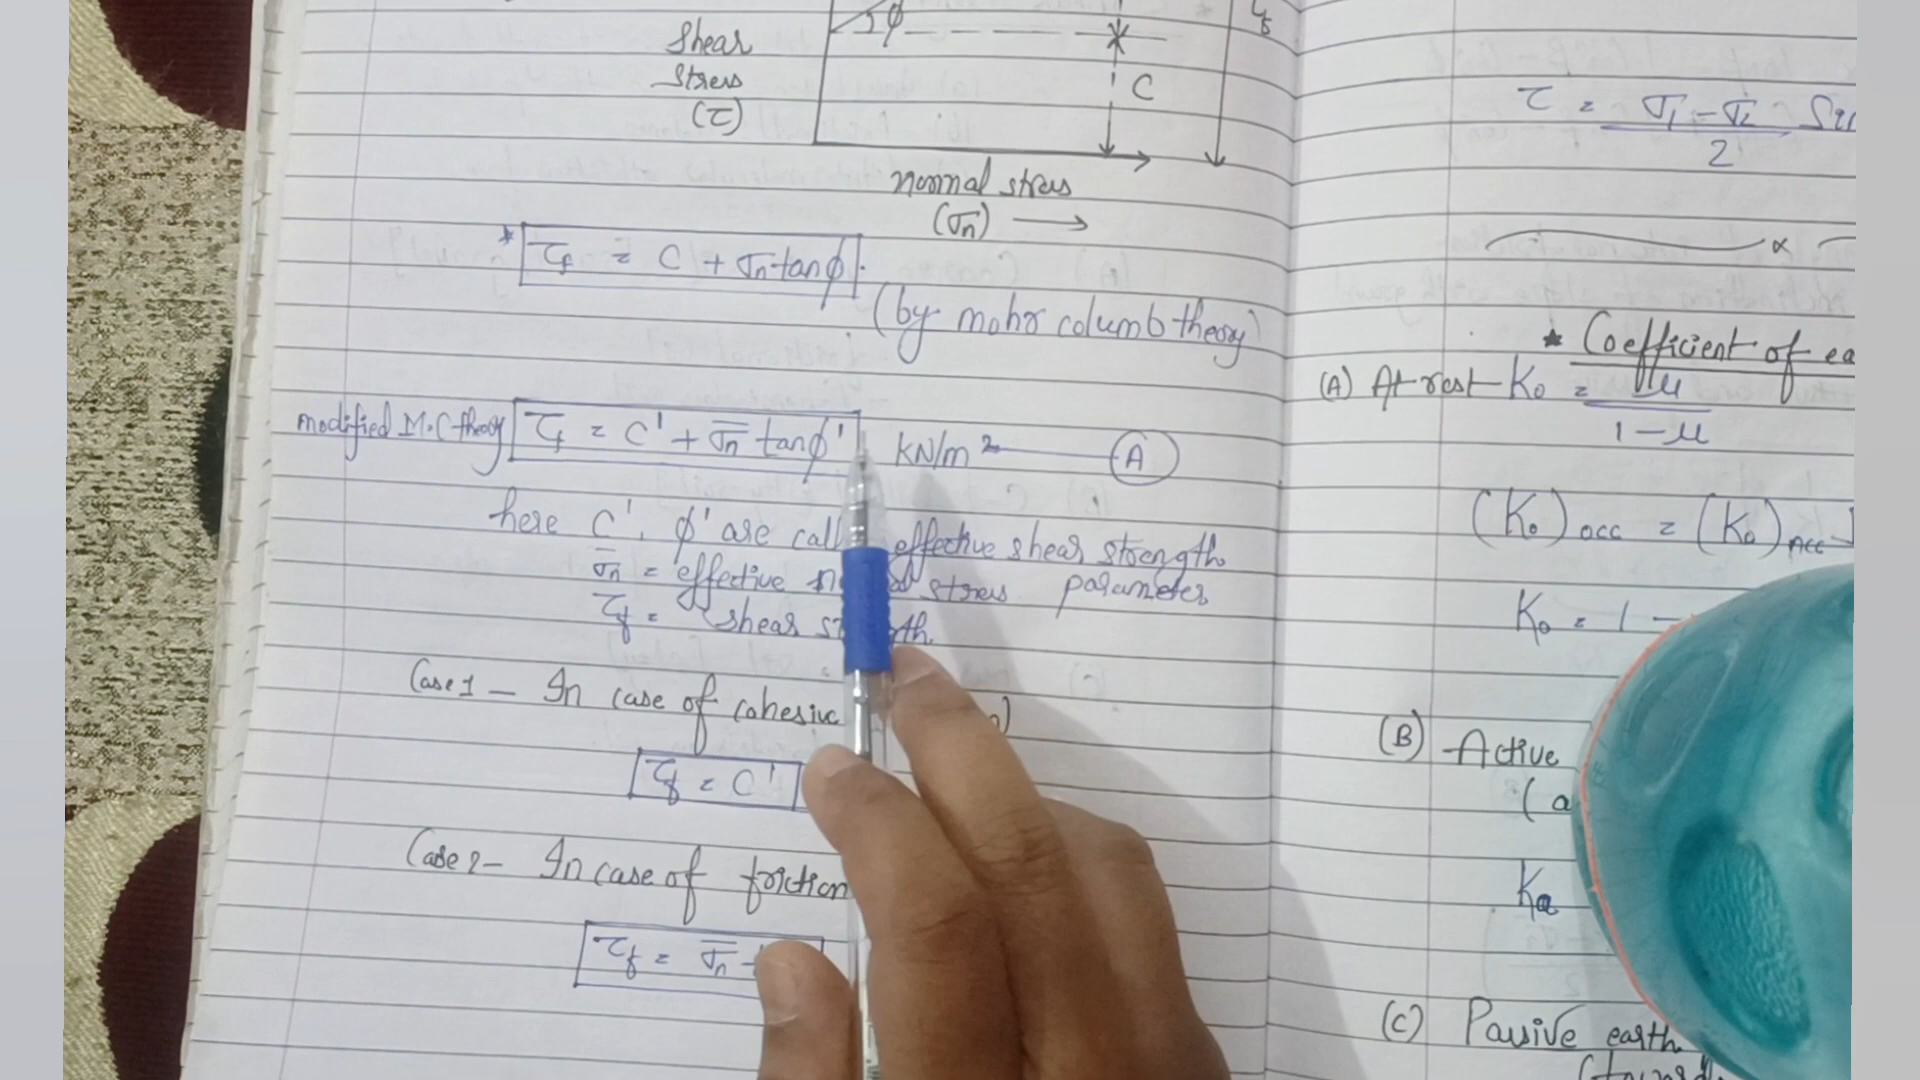 Shear
Stress
(τ)
ϕ
C
normal stress
(σn) →
* τf = C + σn tanϕ
(by mohr columb theory)
modified M.C theory τf = C' + σ̅n tanϕ' kN/m² — A
here C', ϕ' are effective shear strength
parameter
σ̅n = effective stress
τf = shear
Case 1 – In case of cohesive
τf = C'
Case 2 – In case of friction
τf = σ̅n
τ = σ1 – σ2 / 2
α
★ Coefficient of
(A) At rest K₀ = μ / 1 – μ
(K₀)OCC = (K₀)
K₀ = 1 –
(B) Active
(a
Ka
(C) Passive earth